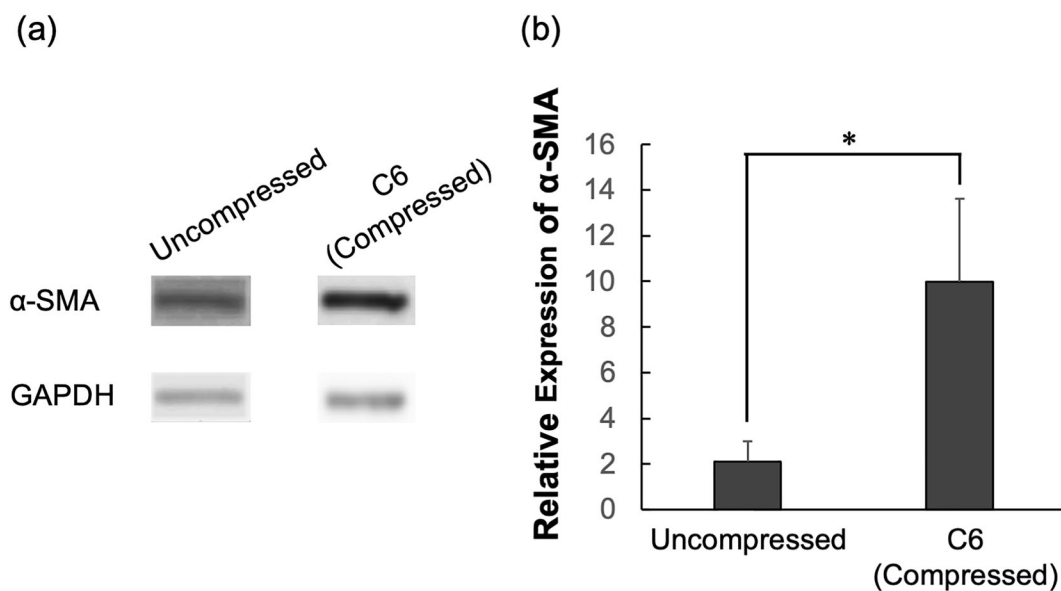 (a)
Uncompressed
C6
(Compressed)
α-SMA
GAPDH
(b)
Relative Expression of α-SMA
16
14
12
10
8
6
4
2
0
*
Uncompressed
C6
(Compressed)